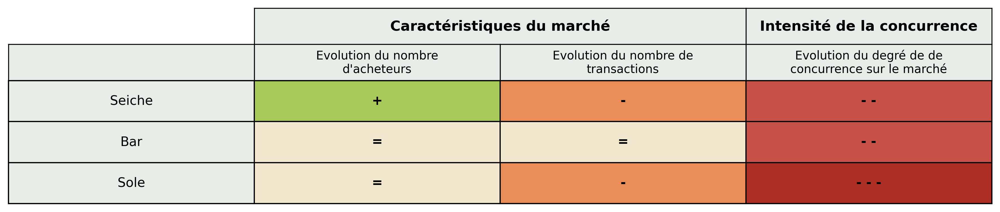 Caractéristiques du marché
Intensité de la concurrence
Evolution du nombre
d'acheteurs
Evolution du nombre de
transactions
Evolution du degré de de
concurrence sur le marché
Seiche
+
-
- -
Bar
=
=
- -
Sole
=
-
- - -